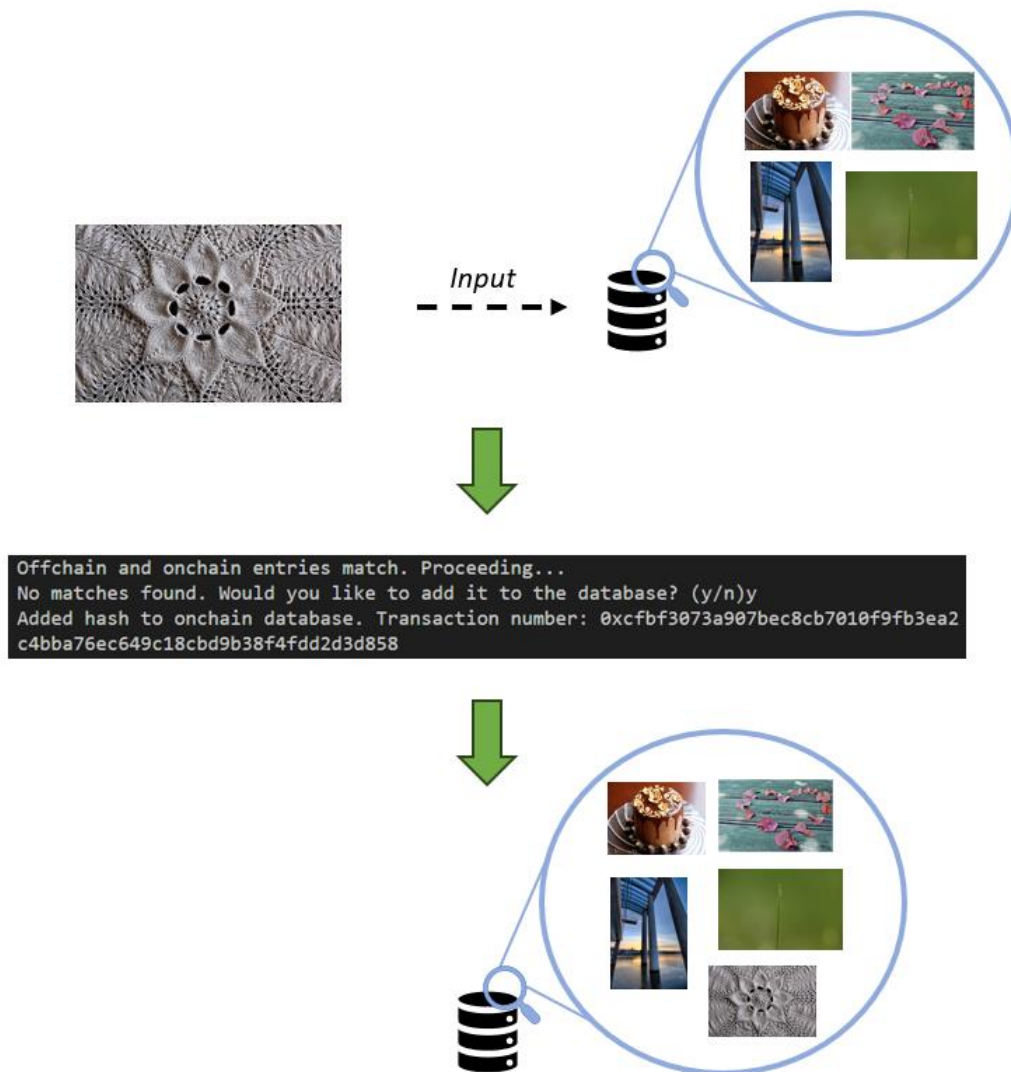 Input
Offchain and onchain entries match. Proceeding...
No matches found. Would you like to add it to the database? (y/n)y
Added hash to onchain database. Transaction number: 0xcfbf3073a907bec8cb7010f9fb3ea2
c4bba76ec649c18cbd9b38f4fdd2d3d858